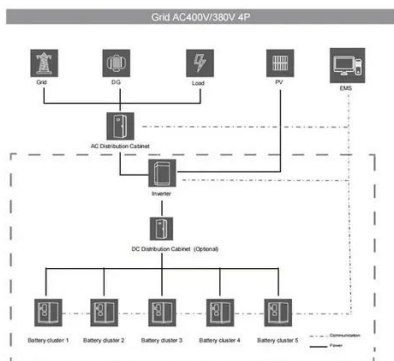 Grid AC400V/380V 4P
Grid
DG
Load
PV
EMS
AC Distribution Cabinet
Inverter
DC Distribution Cabinet (Optional)
Battery cluster 1
Battery cluster 2
Battery cluster 3
Battery cluster 4
Battery cluster 5
Communication
Power